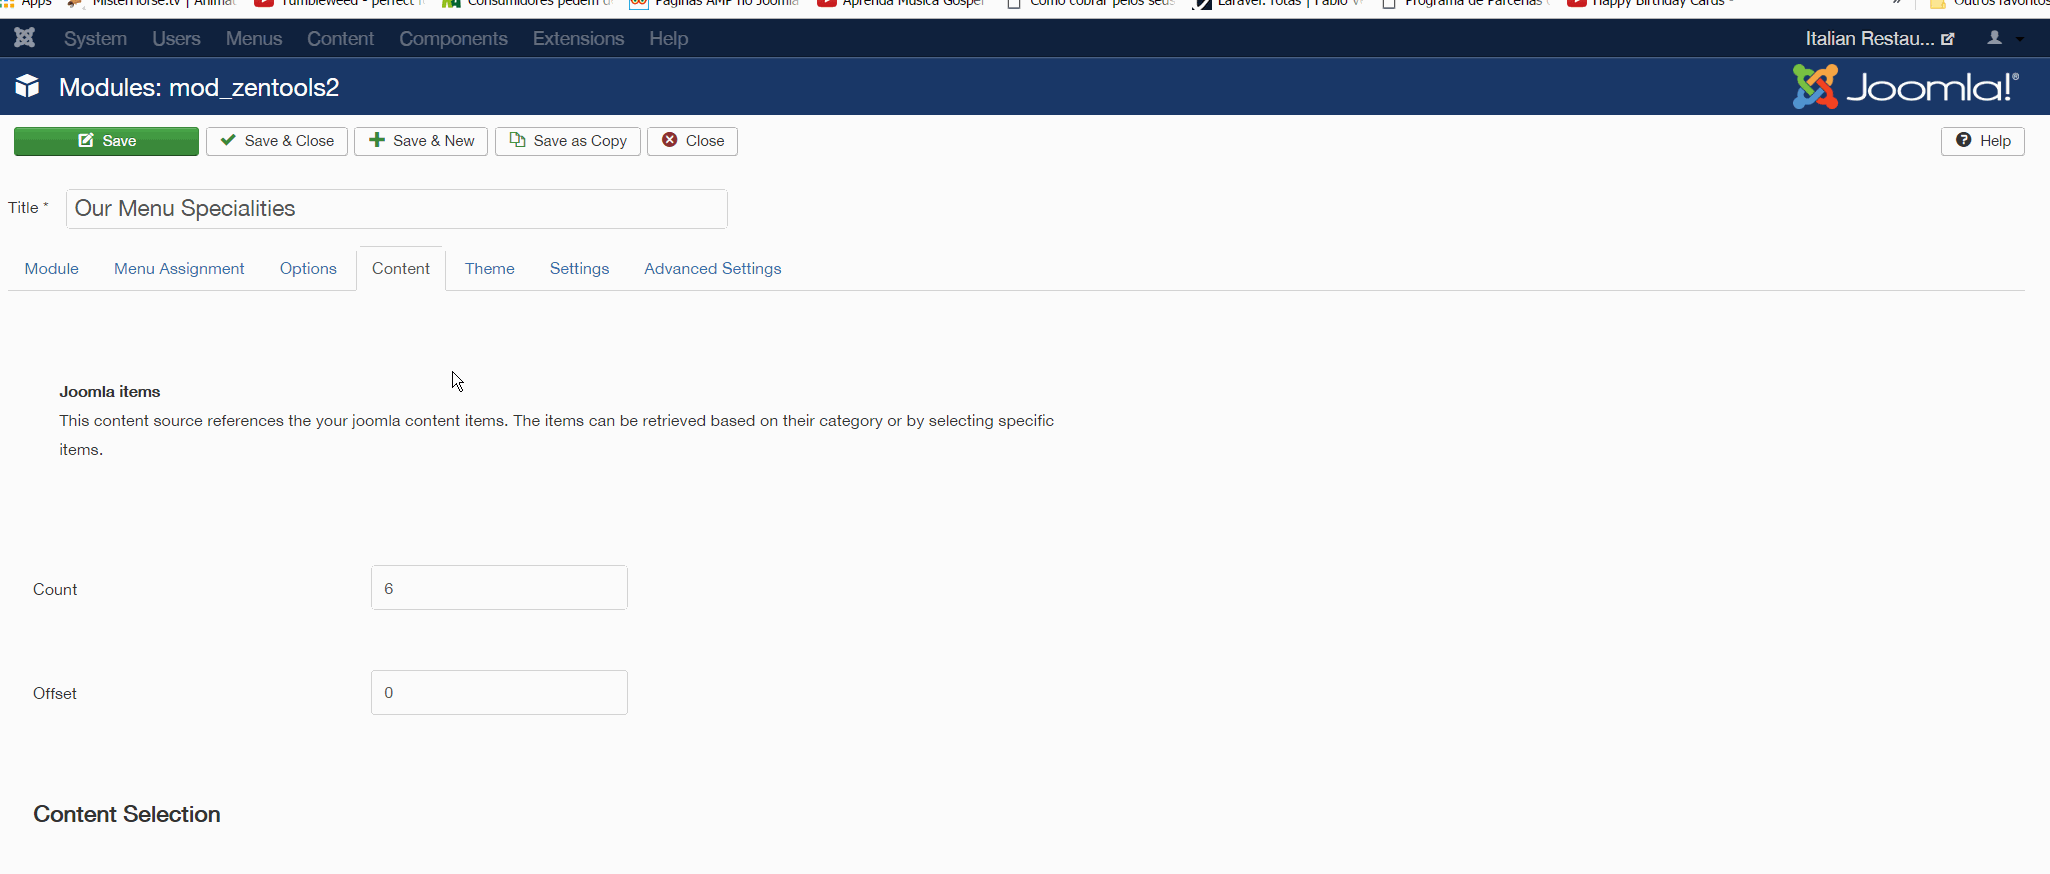 Apps MisterHorse.tv | Animat Tumbleweed - perfect Consumidores pedem d Páginas AMP no Joomla Aprenda Música Gospel Como cobrar pelos seus Laravel: Rotas | Fábio Programa de Parcerias Happy Birthday Cards - » Outros favoritos
System Users Menus Content Components Extensions Help Italian Restau...
Modules: mod_zentools2 Joomla!®
Save Save & Close Save & New Save as Copy Close Help
Title * Our Menu Specialities
Module Menu Assignment Options Content Theme Settings Advanced Settings
Joomla items
This content source references the your joomla content items. The items can be retrieved based on their category or by selecting specific
items.
Count 6
Offset 0
Content Selection